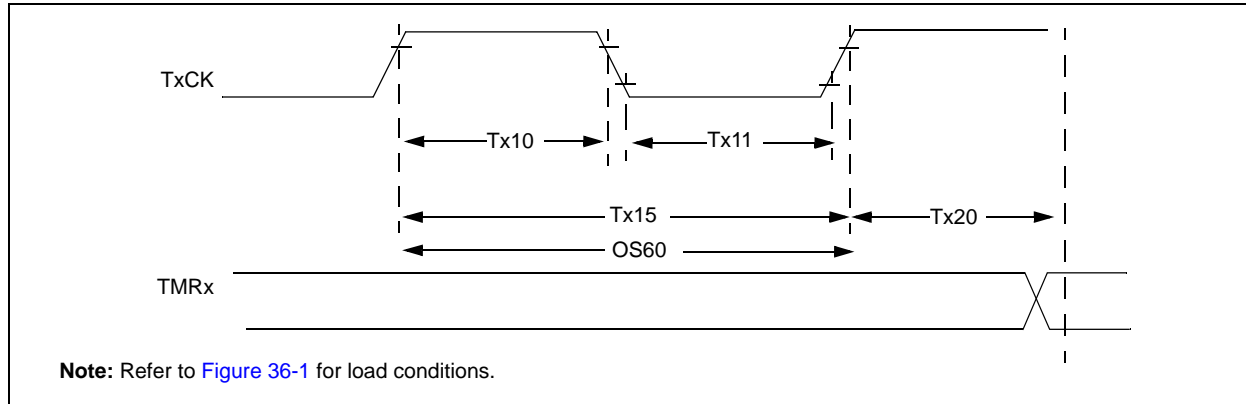 TxCK
Tx10
Tx11
Tx15
Tx20
OS60
TMRx
Note: Refer to Figure 36-1 for load conditions.